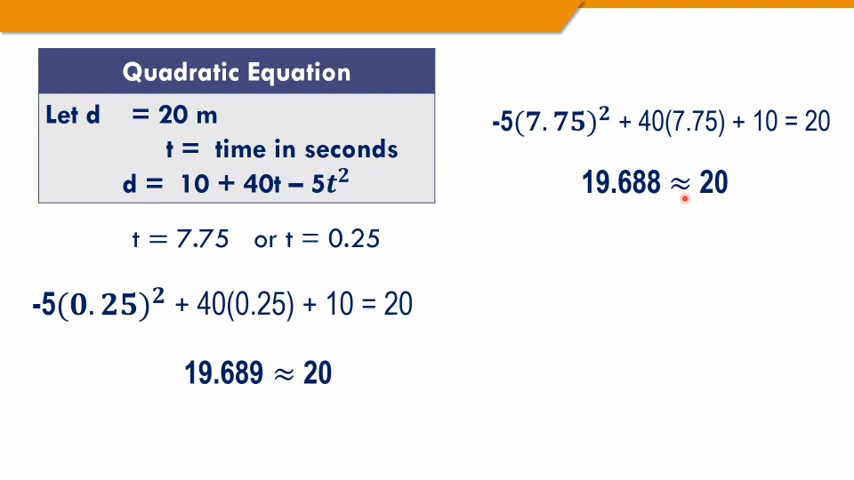 Quadratic Equation
Let d = 20 m
t = time in seconds
d = 10 + 40t – 5t²
t = 7.75 or t = 0.25
-5(0.25)² + 40(0.25) + 10 = 20
19.689 ≈ 20
-5(7.75)² + 40(7.75) + 10 = 20
19.688 ≈ 20